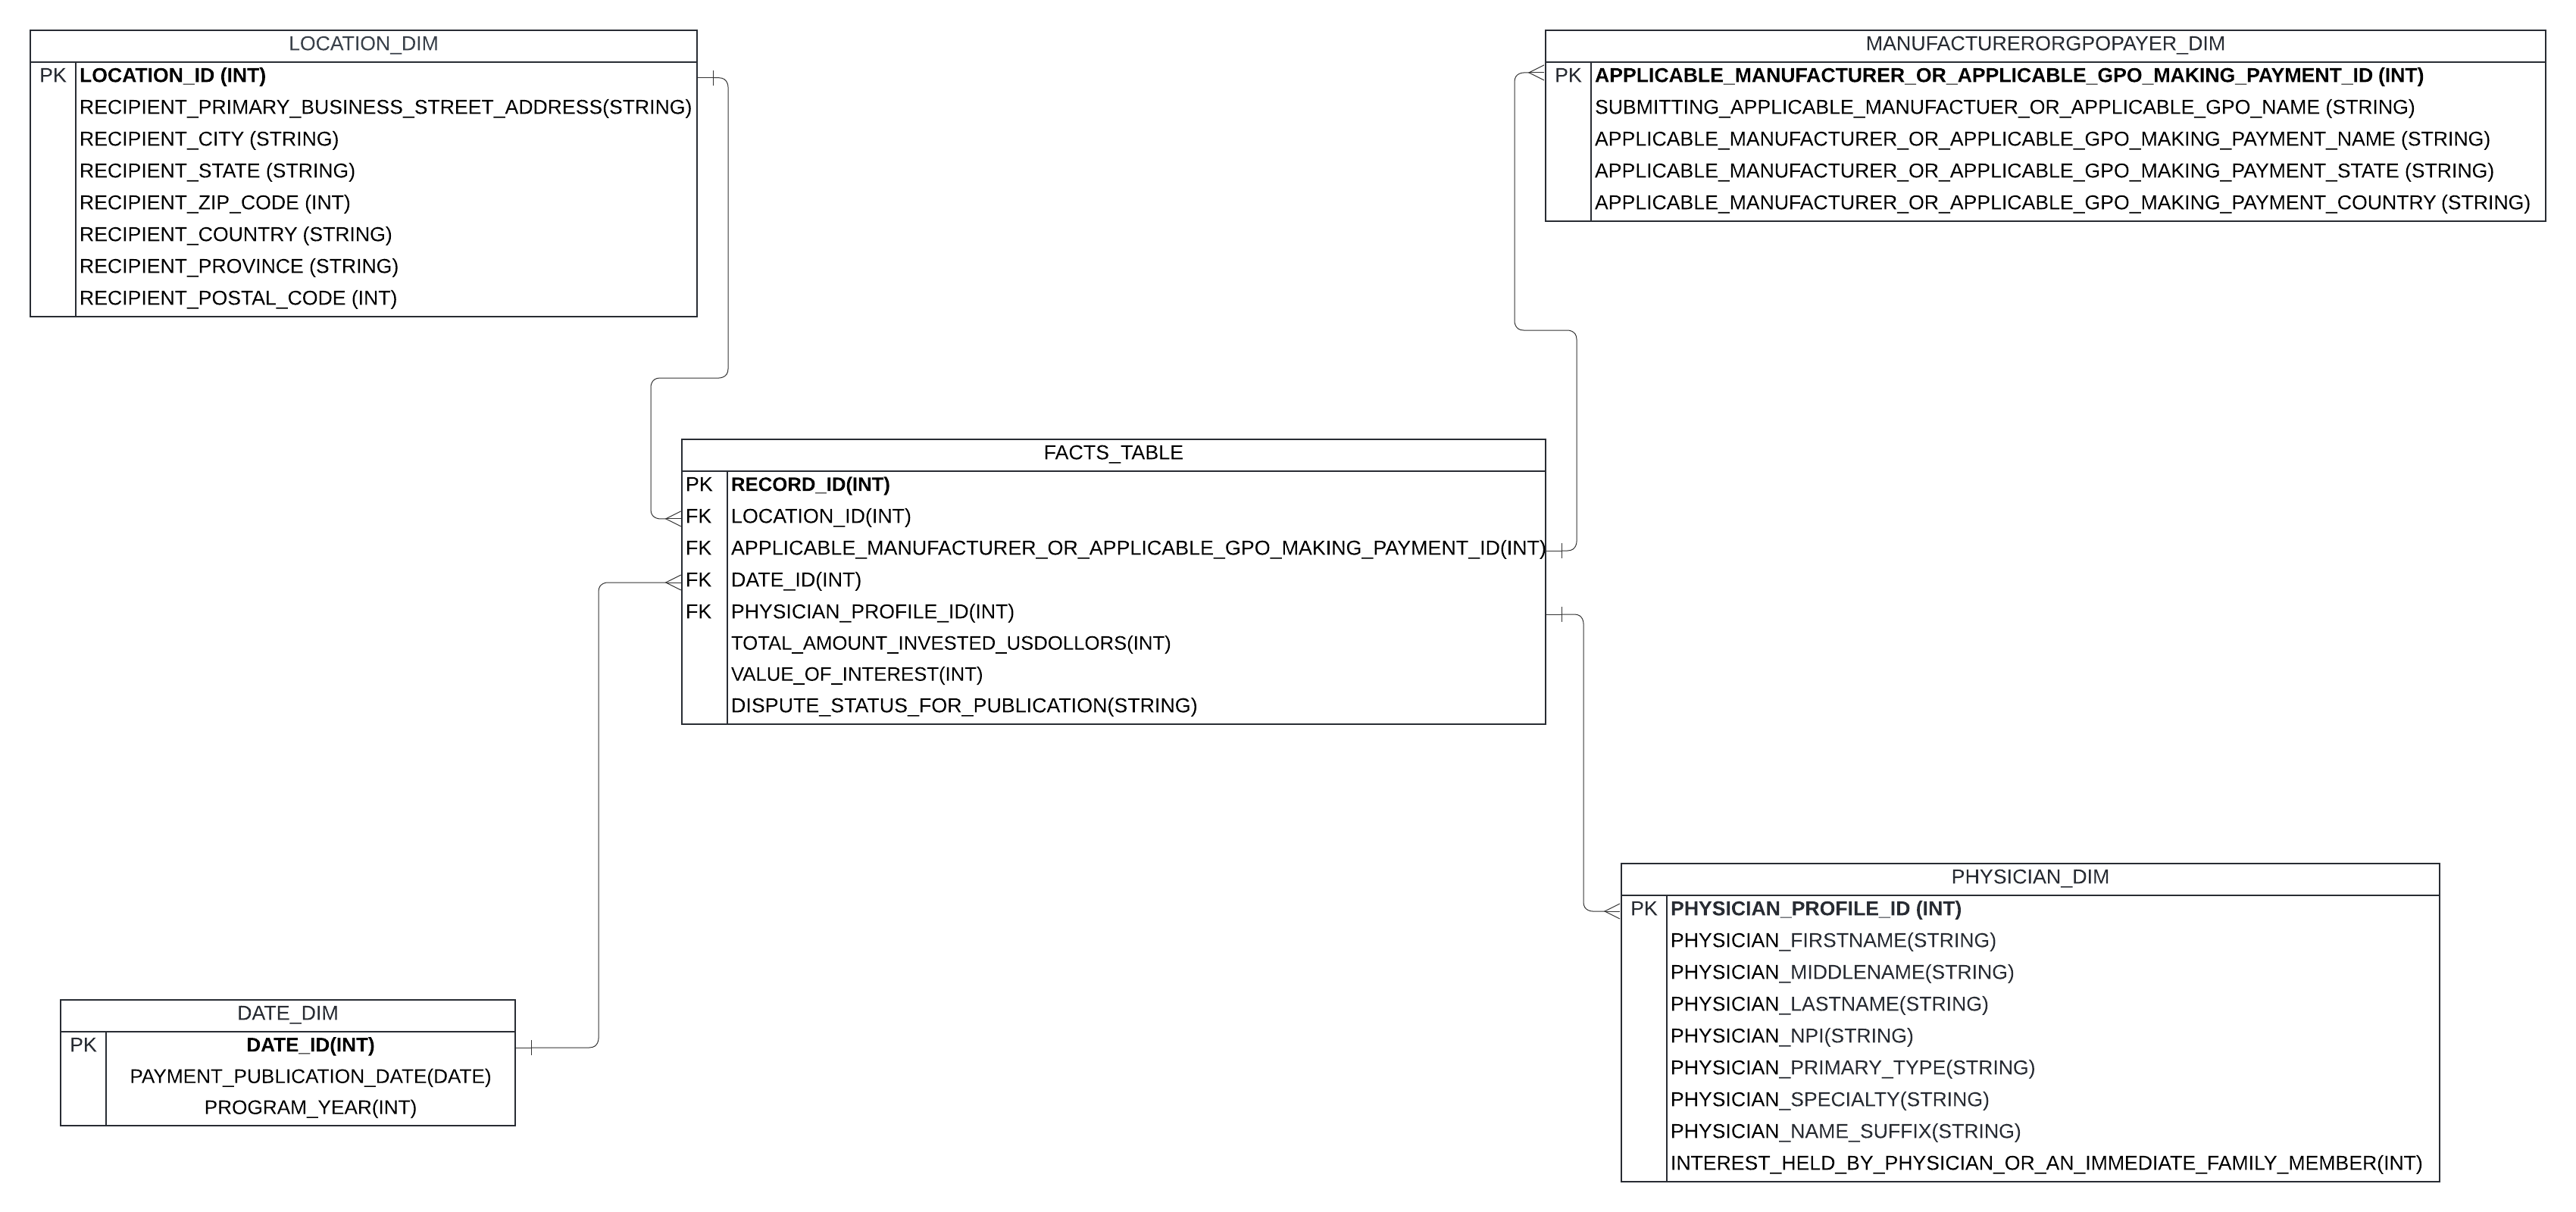 LOCATION_DIM
PK LOCATION_ID (INT)
RECIPIENT_PRIMARY_BUSINESS_STREET_ADDRESS(STRING)
RECIPIENT_CITY (STRING)
RECIPIENT_STATE (STRING)
RECIPIENT_ZIP_CODE (INT)
RECIPIENT_COUNTRY (STRING)
RECIPIENT_PROVINCE (STRING)
RECIPIENT_POSTAL_CODE (INT)
MANUFACTURERORGPOPAYER_DIM
PK APPLICABLE_MANUFACTURER_OR_APPLICABLE_GPO_MAKING_PAYMENT_ID (INT)
SUBMITTING_APPLICABLE_MANUFACTUER_OR_APPLICABLE_GPO_NAME (STRING)
APPLICABLE_MANUFACTURER_OR_APPLICABLE_GPO_MAKING_PAYMENT_NAME (STRING)
APPLICABLE_MANUFACTURER_OR_APPLICABLE_GPO_MAKING_PAYMENT_STATE (STRING)
APPLICABLE_MANUFACTURER_OR_APPLICABLE_GPO_MAKING_PAYMENT_COUNTRY (STRING)
FACTS_TABLE
PK RECORD_ID(INT)
FK LOCATION_ID(INT)
FK APPLICABLE_MANUFACTURER_OR_APPLICABLE_GPO_MAKING_PAYMENT_ID(INT)
FK DATE_ID(INT)
FK PHYSICIAN_PROFILE_ID(INT)
TOTAL_AMOUNT_INVESTED_USDOLLORS(INT)
VALUE_OF_INTEREST(INT)
DISPUTE_STATUS_FOR_PUBLICATION(STRING)
DATE_DIM
PK DATE_ID(INT)
PAYMENT_PUBLICATION_DATE(DATE)
PROGRAM_YEAR(INT)
PHYSICIAN_DIM
PK PHYSICIAN_PROFILE_ID (INT)
PHYSICIAN_FIRSTNAME(STRING)
PHYSICIAN_MIDDLENAME(STRING)
PHYSICIAN_LASTNAME(STRING)
PHYSICIAN_NPI(STRING)
PHYSICIAN_PRIMARY_TYPE(STRING)
PHYSICIAN_SPECIALTY(STRING)
PHYSICIAN_NAME_SUFFIX(STRING)
INTEREST_HELD_BY_PHYSICIAN_OR_AN_IMMEDIATE_FAMILY_MEMBER(INT)